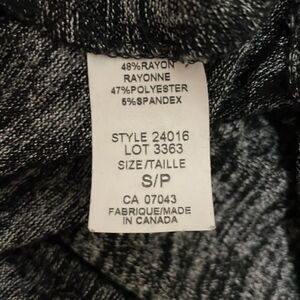 48%RAYON
RAYONNE
47%POLYESTER
5%SPANDEX
STYLE 24016
LOT 3363
SIZE/TAILLE
S/P
CA 07043
FABRIQUE/MADE
IN CANADA